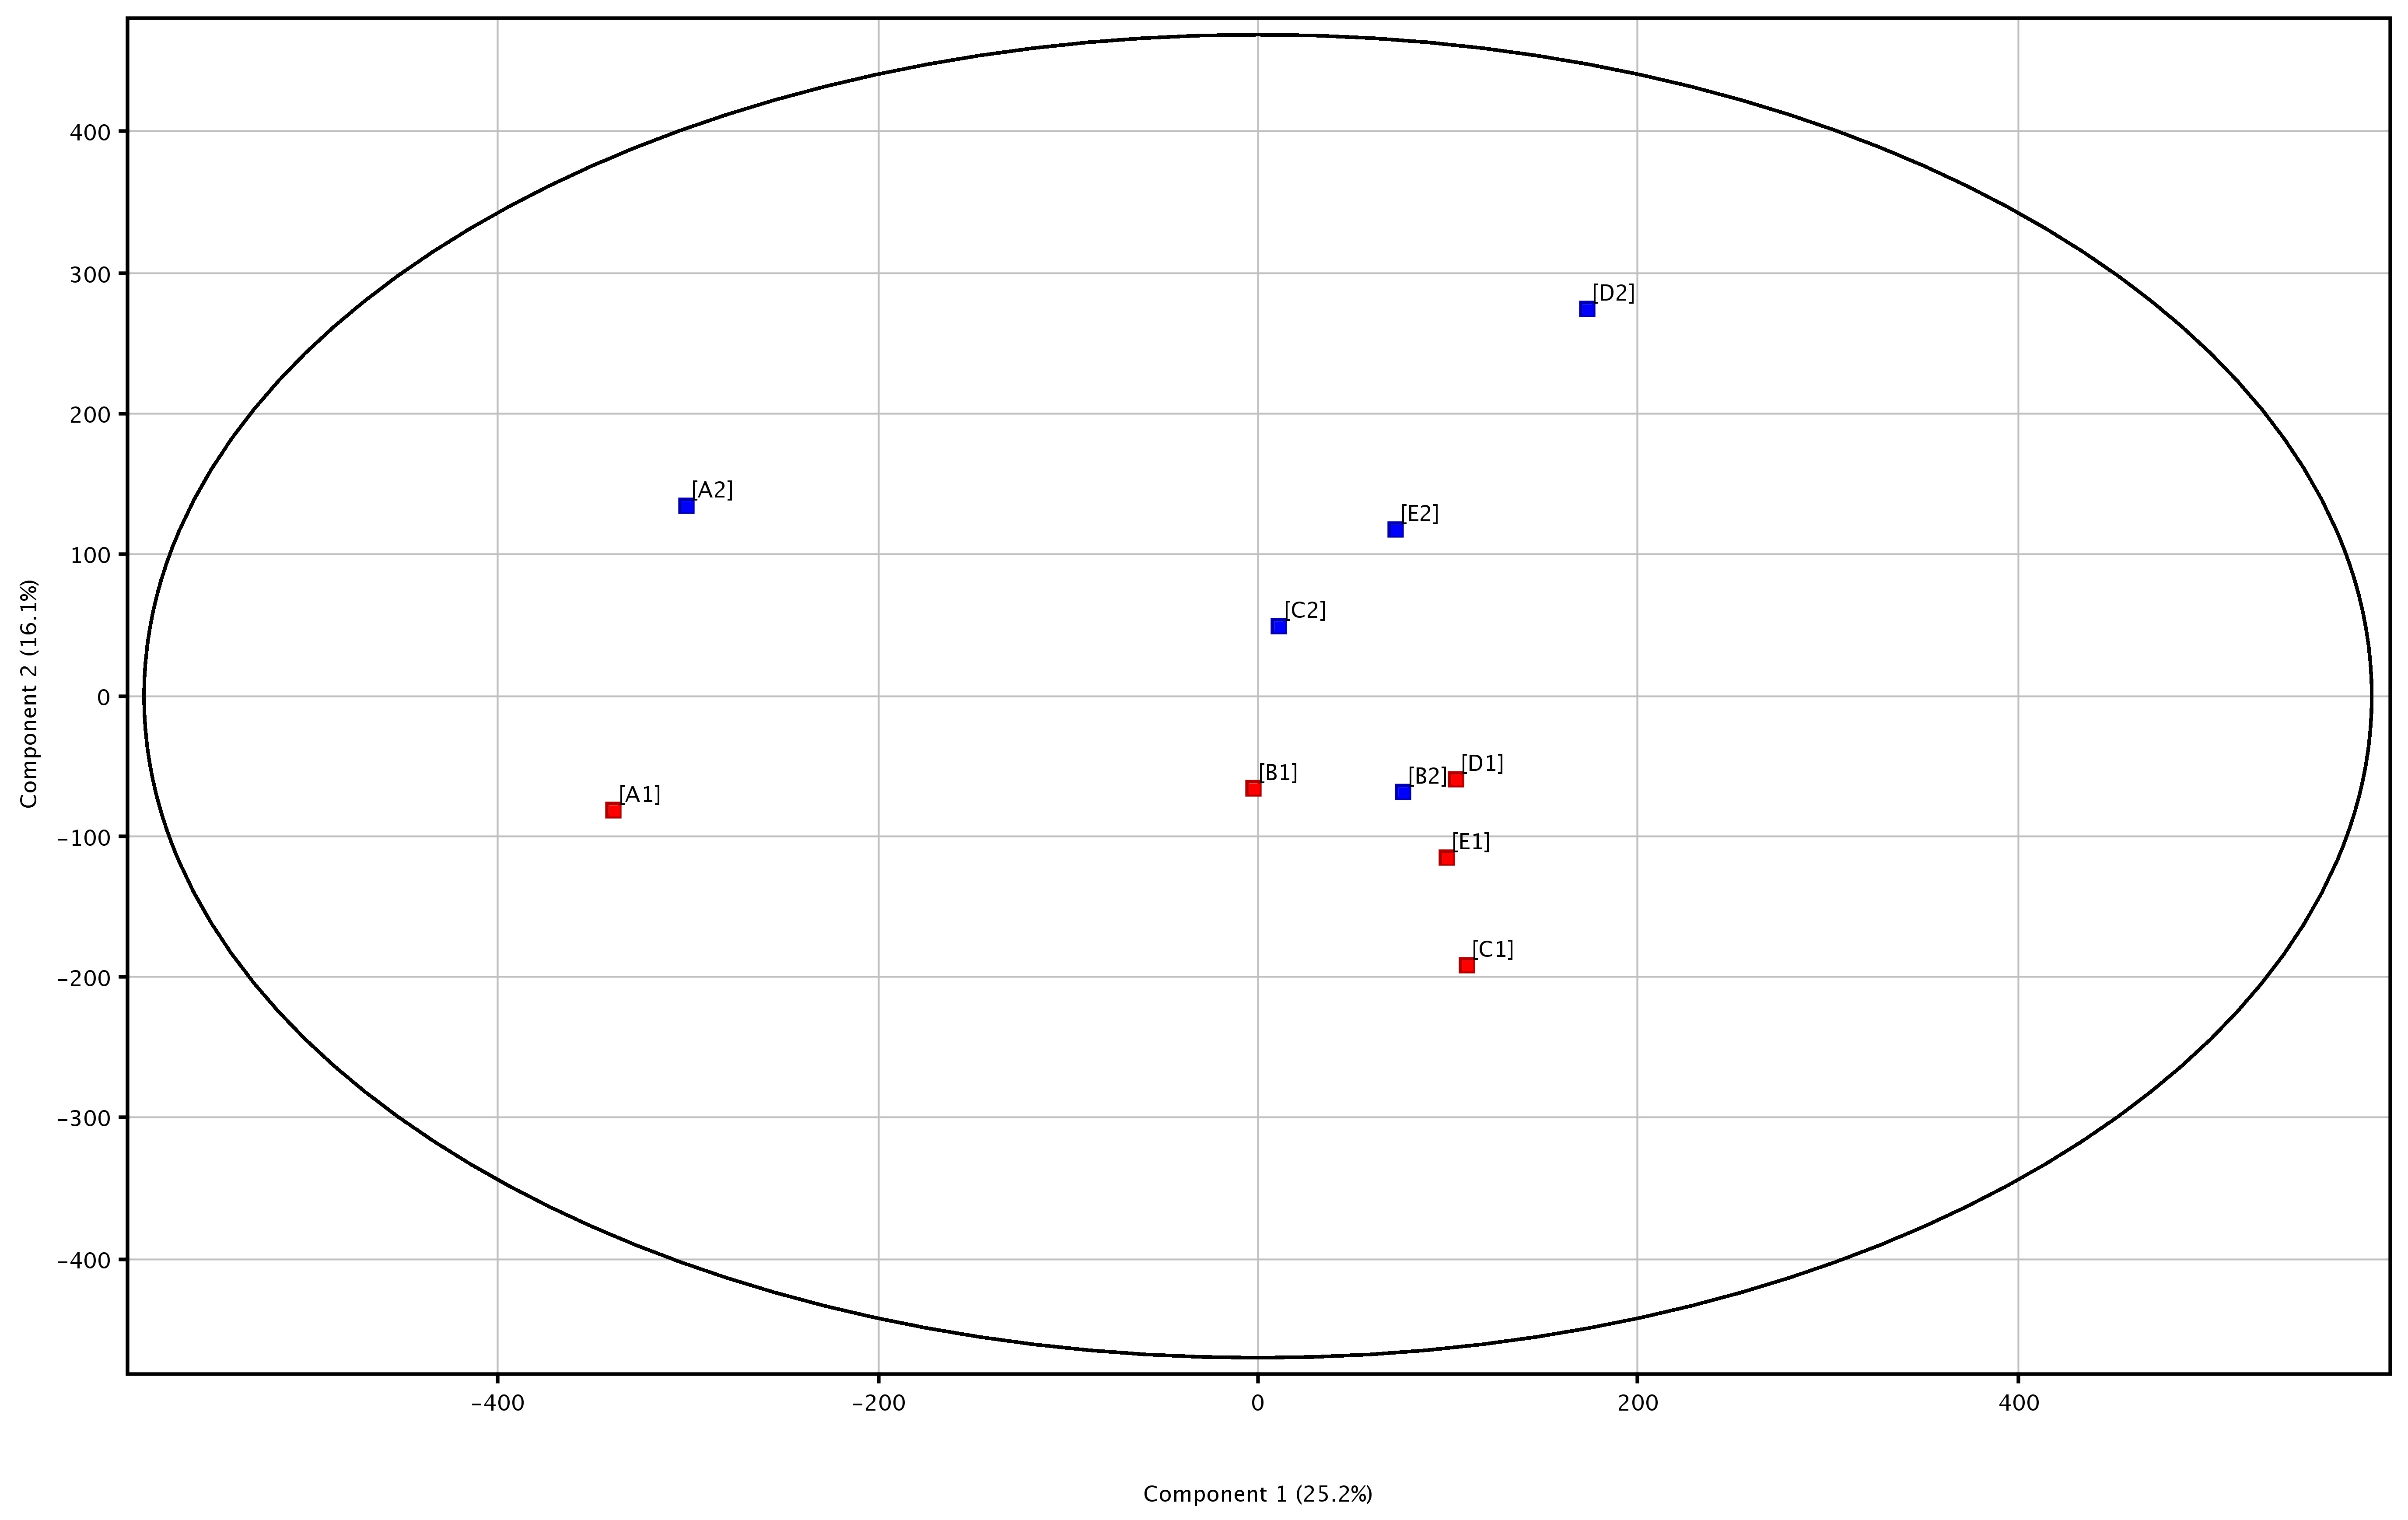 400
300
200
100
0
–100
–200
–300
–400
Component 2 (16.1%)
[D2]
[A2]
[E2]
[C2]
[D1]
[B1]
[B2]
[A1]
[E1]
[C1]
–400
–200
0
200
400
Component 1 (25.2%)